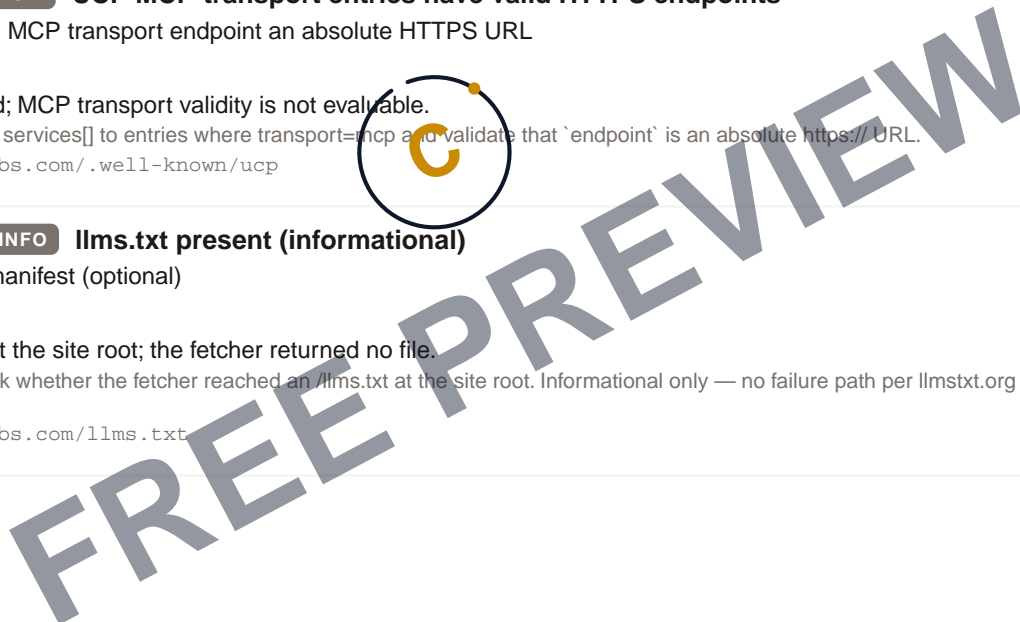 UCP MCP transport entries have valid HTTPS endpoints
MCP transport endpoint an absolute HTTPS URL
d; MCP transport validity is not evaluable.
services[] to entries where transport=mcp and validate that `endpoint` is an absolute https:// URL.
bs.com/.well-known/ucp
C
INFO llms.txt present (informational)
manifest (optional)
t the site root; the fetcher returned no file.
k whether the fetcher reached an /llms.txt at the site root. Informational only — no failure path per llmstxt.org
bs.com/llms.txt
FREE PREVIEW